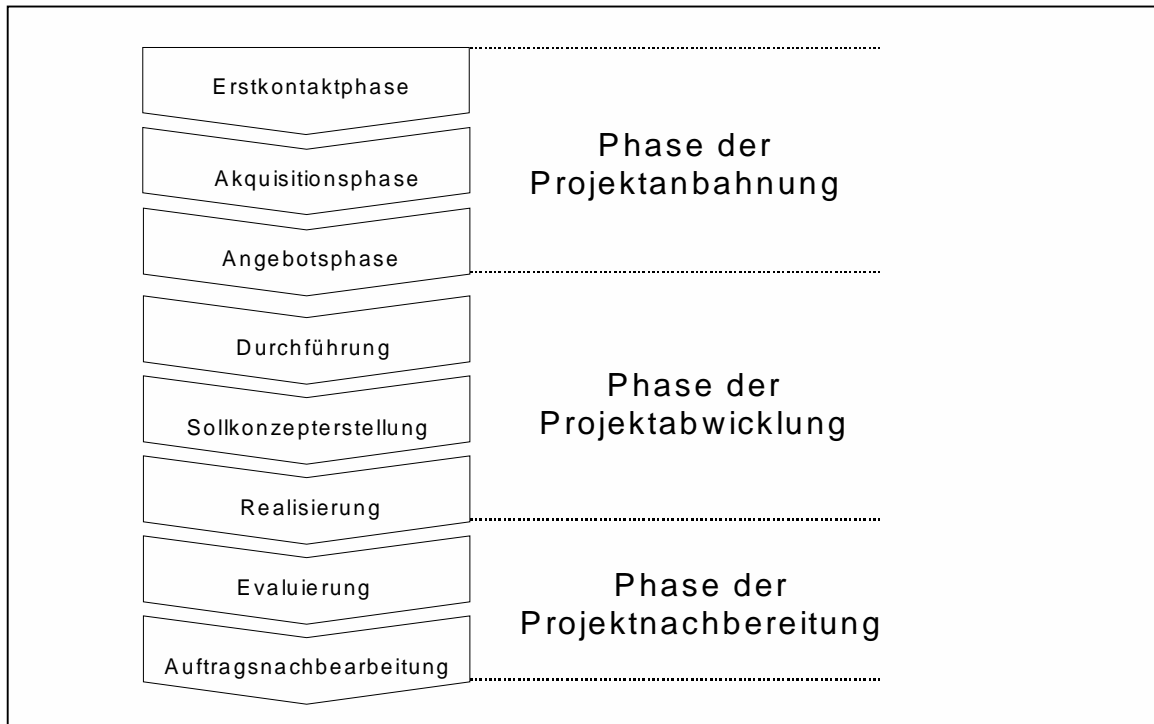 Erstkontaktphase
Akquisitionsphase
Angebotsphase
Phase der
Projektanbahnung
Durchführung
Sollkonzepterstellung
Realisierung
Phase der
Projektabwicklung
Evaluierung
Auftragsnachbearbeitung
Phase der
Projektnachbereitung